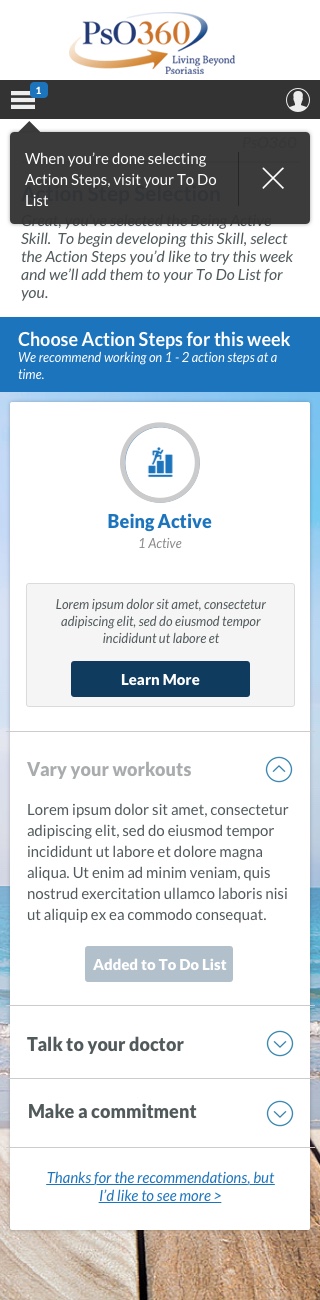 PsO360
Living Beyond
Psoriasis
1
PsO360
When you’re done selecting
Action Steps, visit your To Do
List
Action Step Selection
Great, you’ve selected the Being Active
Skill. To begin developing this Skill, select
the Action Steps you’d like to try this week
and we’ll add them to your To Do List for
you.
Choose Action Steps for this week
We recommend working on 1 - 2 action steps at a
time.
Being Active
1 Active
Lorem ipsum dolor sit amet, consectetur
adipiscing elit, sed do eiusmod tempor
incididunt ut labore et
Learn More
Vary your workouts
Lorem ipsum dolor sit amet, consectetur
adipiscing elit, sed do eiusmod tempor
incididunt ut labore et dolore magna
aliqua. Ut enim ad minim veniam, quis
nostrud exercitation ullamco laboris nisi
ut aliquip ex ea commodo consequat.
Added to To Do List
Talk to your doctor
Make a commitment
Thanks for the recommendations, but
I’d like to see more >